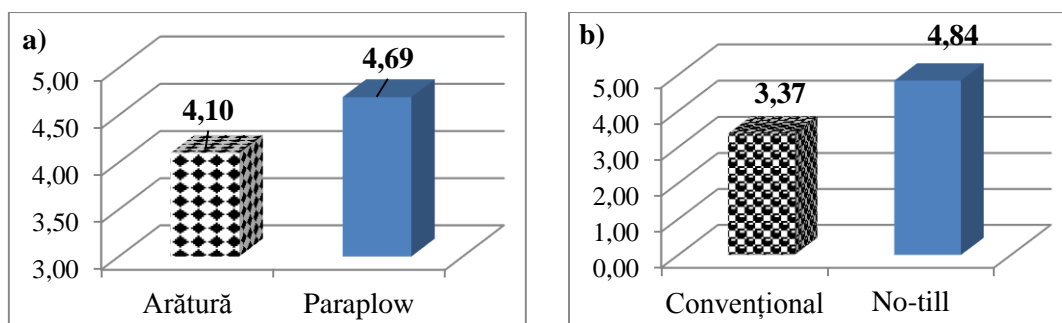 a)
5,00
4,50
4,00
3,50
3,00
4,10
4,69
Arătură
Paraplow
b)
5,00
4,00
3,00
2,00
1,00
0,00
3,37
4,84
Convențional
No-till